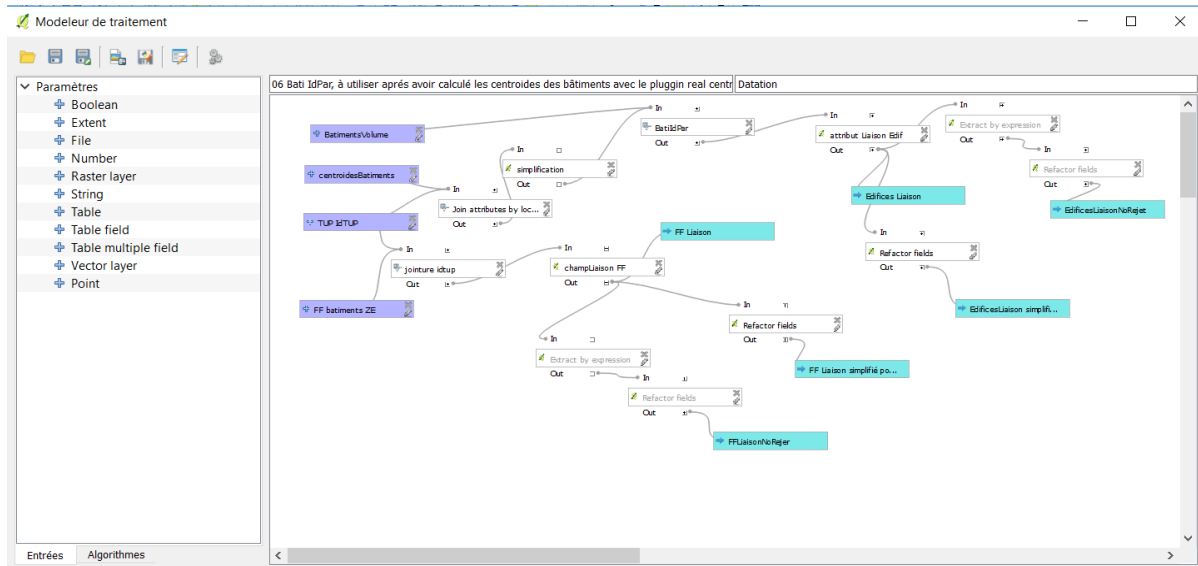 Modeleur de traitement
06 Bati IdPar, à utiliser aprés avoir calculé les centroides des bâtiments avec le pluggin real centr
Datation
Paramètres
Boolean
Extent
File
Number
Raster layer
String
Table
Table field
Table multiple field
Vector layer
Point
Entrées
Algorithmes
BatimentsVolume
centroidesBatiments
TUP IdTUP
FF batiments ZE
In
simplification
Out
In
Join attributes by loc...
Out
In
jointure idtup
Out
In
BatiIdPar
Out
In
champLiaison FF
Out
FF Liaison
In
attribut Liaison Edif
Out
In
Extract by expression
Out
In
Refactor fields
Out
EdificesLiaisonNoRejet
Edifices Liaison
In
Refactor fields
Out
EdificesLiaison simplifi...
In
Refactor fields
Out
FF Liaison simplifié po...
In
Extract by expression
Out
In
Refactor fields
Out
FFLiaisonNoRejer